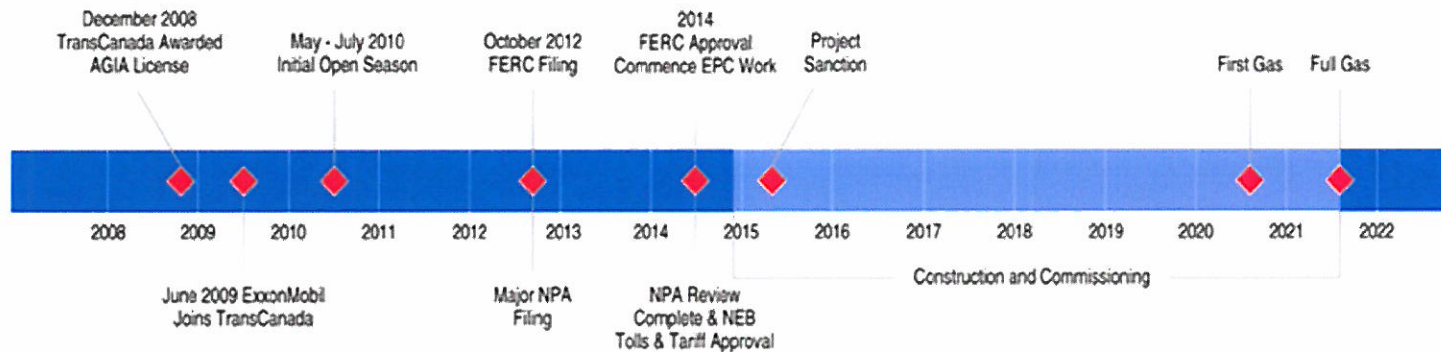 December 2008
TransCanada Awarded
AGIA License
May - July 2010
Initial Open Season
October 2012
FERC Filing
2014
FERC Approval
Commence EPC Work
Project
Sanction
First Gas
Full Gas
2008 2009 2010 2011 2012 2013 2014 2015 2016 2017 2018 2019 2020 2021 2022
June 2009 ExxonMobil
Joins TransCanada
Major NPA
Filing
NPA Review
Complete & NEB
Tolls & Tariff Approval
Construction and Commissioning